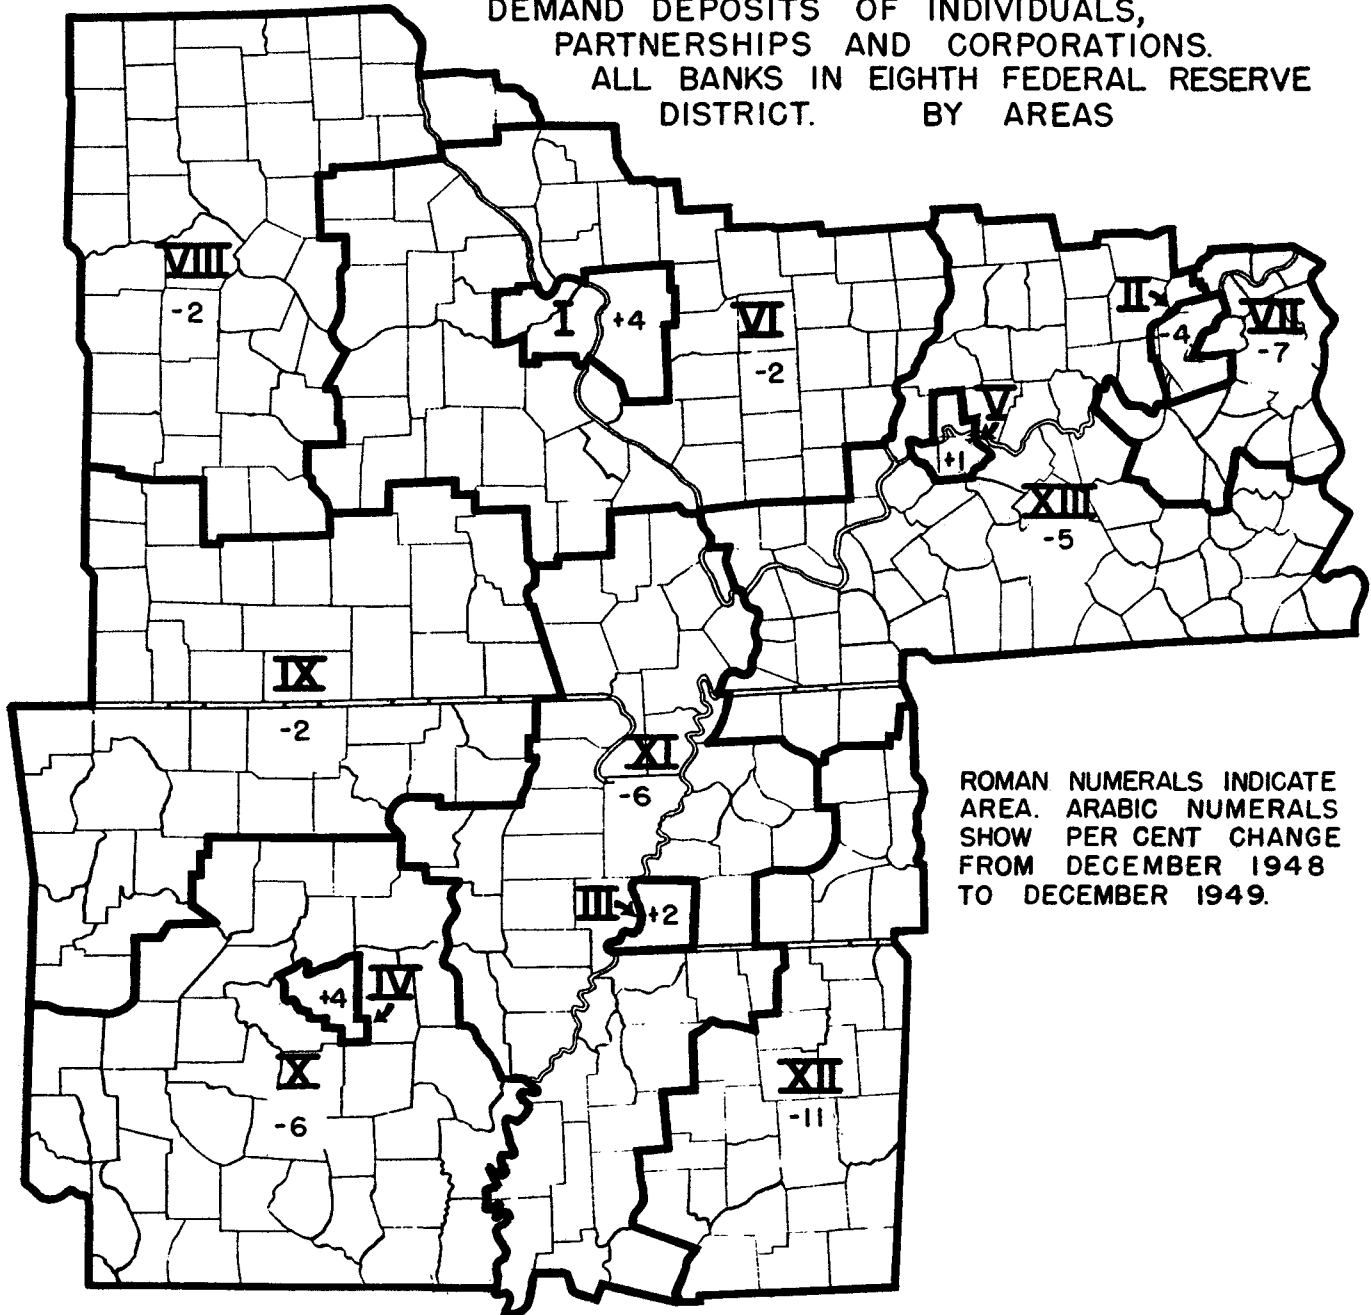 DEMAND DEPOSITS OF INDIVIDUALS,
PARTNERSHIPS AND CORPORATIONS.
ALL BANKS IN EIGHTH FEDERAL RESERVE
DISTRICT. BY AREAS
VIII
-2
I
+4
VI
-2
II
-4
VII
-7
V
+1
XIII
-5
IX
-2
XI
-6
ROMAN NUMERALS INDICATE
AREA. ARABIC NUMERALS
SHOW PER CENT CHANGE
FROM DECEMBER 1948
TO DECEMBER 1949.
III
+2
IV
+4
X
-6
XII
-11